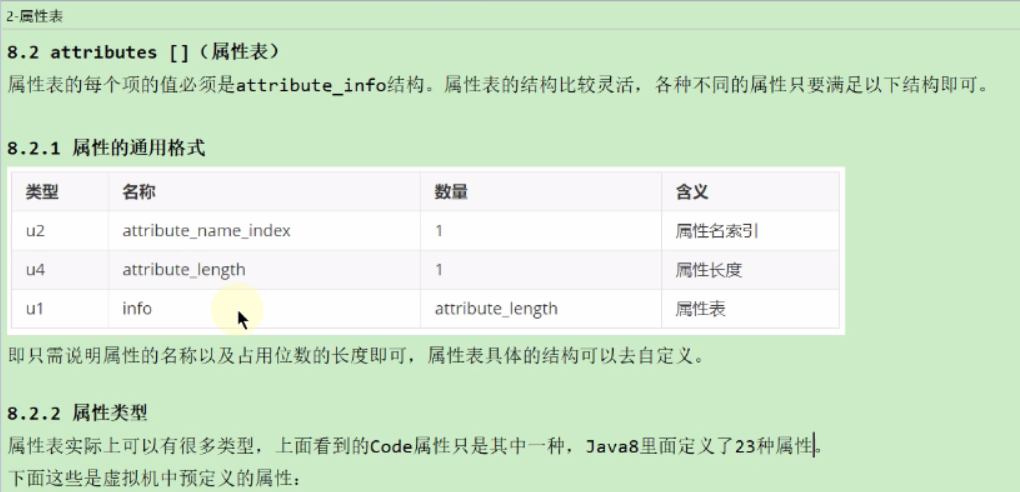 2-属性表
8.2 attributes []（属性表）
属性表的每个项的值必须是attribute_info结构。属性表的结构比较灵活，各种不同的属性只要满足以下结构即可。
8.2.1 属性的通用格式
类型 名称 数量 含义
u2 attribute_name_index 1 属性名索引
u4 attribute_length 1 属性长度
u1 info attribute_length 属性表
即只需说明属性的名称以及占用位数的长度即可，属性表具体的结构可以去自定义。
8.2.2 属性类型
属性表实际上可以有很多类型，上面看到的Code属性只是其中一种，Java8里面定义了23种属性。
下面这些是虚拟机中预定义的属性：